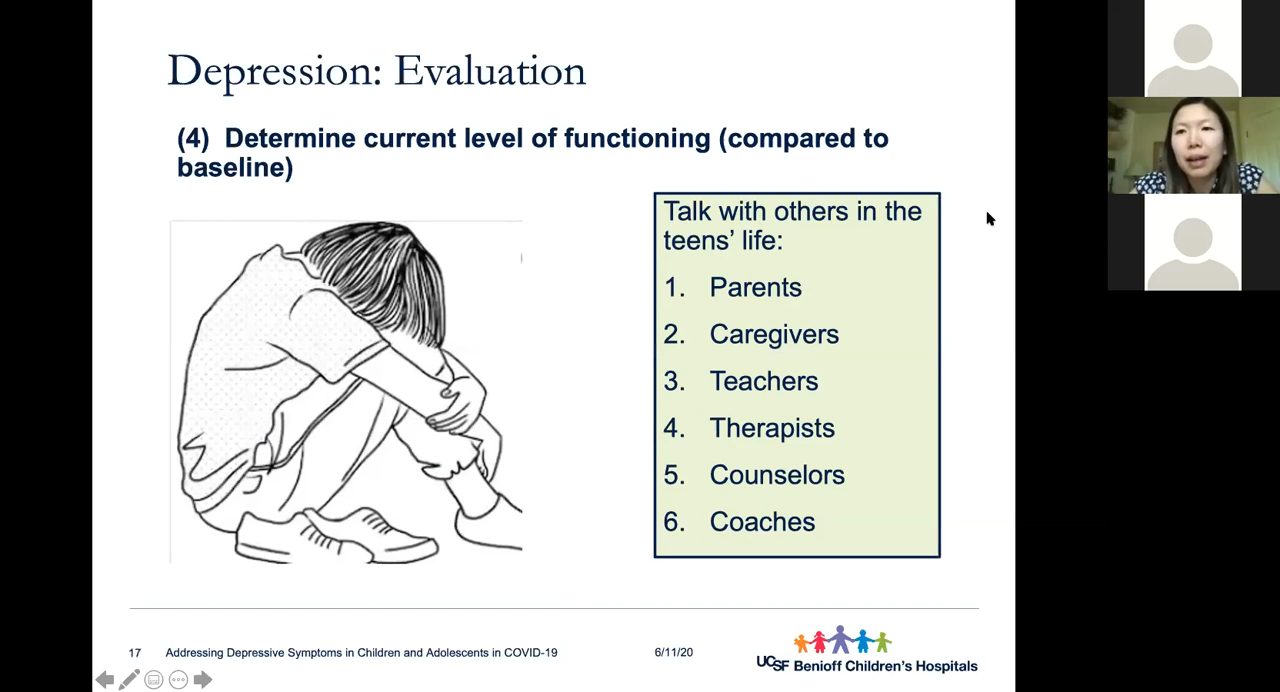 Depression: Evaluation
(4) Determine current level of functioning (compared to
baseline)
Talk with others in the
teens’ life:
1. Parents
2. Caregivers
3. Teachers
4. Therapists
5. Counselors
6. Coaches
17 Addressing Depressive Symptoms in Children and Adolescents in COVID-19 6/11/20
UCSF Benioff Children's Hospitals